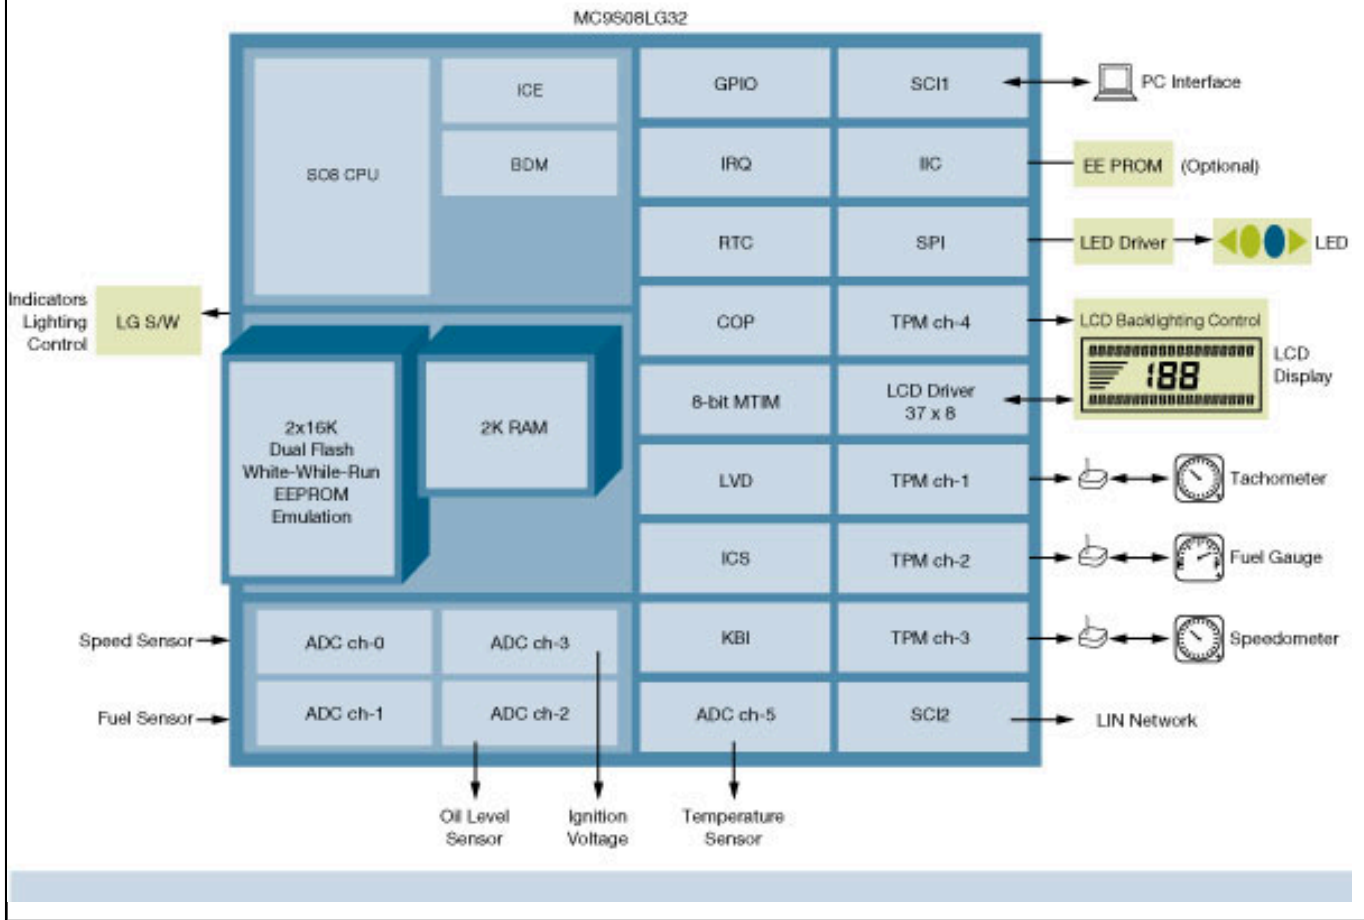 MC9S08LG32
S08 CPU
ICE
BDM
GPIO
SCI1
PC Interface
IRQ
IIC
EE PROM
(Optional)
RTC
SPI
LED Driver
LED
Indicators
Lighting
Control
LG S/W
COP
TPM ch-4
LCD Backlighting Control
188
LCD
Display
8-bit MTIM
LCD Driver
37 x 8
2x16K
Dual Flash
White-While-Run
EEPROM
Emulation
2K RAM
LVD
TPM ch-1
Tachometer
ICS
TPM ch-2
Fuel Gauge
Speed Sensor
ADC ch-0
ADC ch-3
KBI
TPM ch-3
Speedometer
Fuel Sensor
ADC ch-1
ADC ch-2
ADC ch-5
SCI2
LIN Network
Oil Level
Sensor
Ignition
Voltage
Temperature
Sensor